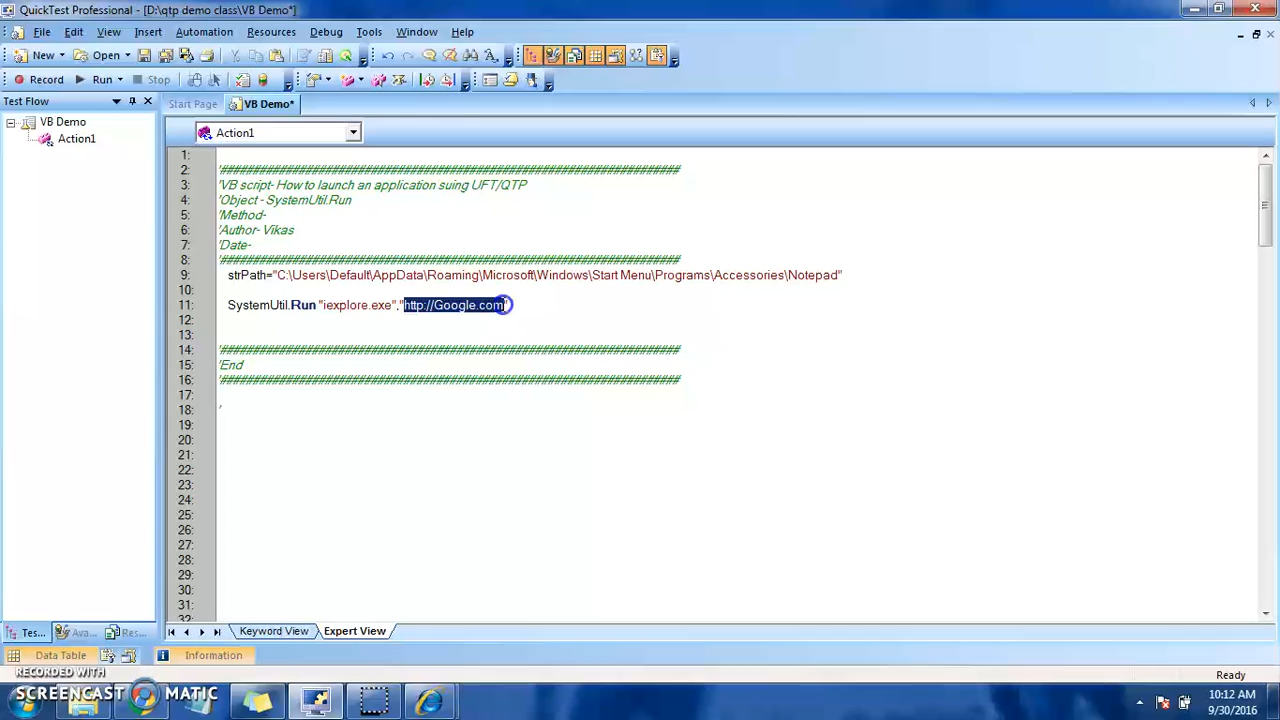 QuickTest Professional - [D:\qtp demo class\VB Demo*]
File Edit View Insert Automation Resources Debug Tools Window Help
New Open
Record Run Stop
Test Flow
Start Page VB Demo*
VB Demo
Action1
Action1
1:
2: '######################################################################
3: 'VB script- How to launch an application suing UFT/QTP
4: 'Object - SystemUtil.Run
5: 'Method-
6: 'Author- Vikas
7: 'Date-
8: '######################################################################
9: strPath="C:\Users\Default\AppData\Roaming\Microsoft\Windows\Start Menu\Programs\Accessories\Notepad"
10:
11: SystemUtil.Run "iexplore.exe","http://Google.com"
12:
13:
14: '######################################################################
15: 'End
16: '######################################################################
17:
18: '
19:
20:
21:
22:
23:
24:
25:
26:
27:
28:
29:
30:
31:
32:
Tes... Ava... Res... Keyword View Expert View
Data Table Information
Ready
RECORDED WITH
SCREENCAST MATIC
10:12 AM
9/30/2016